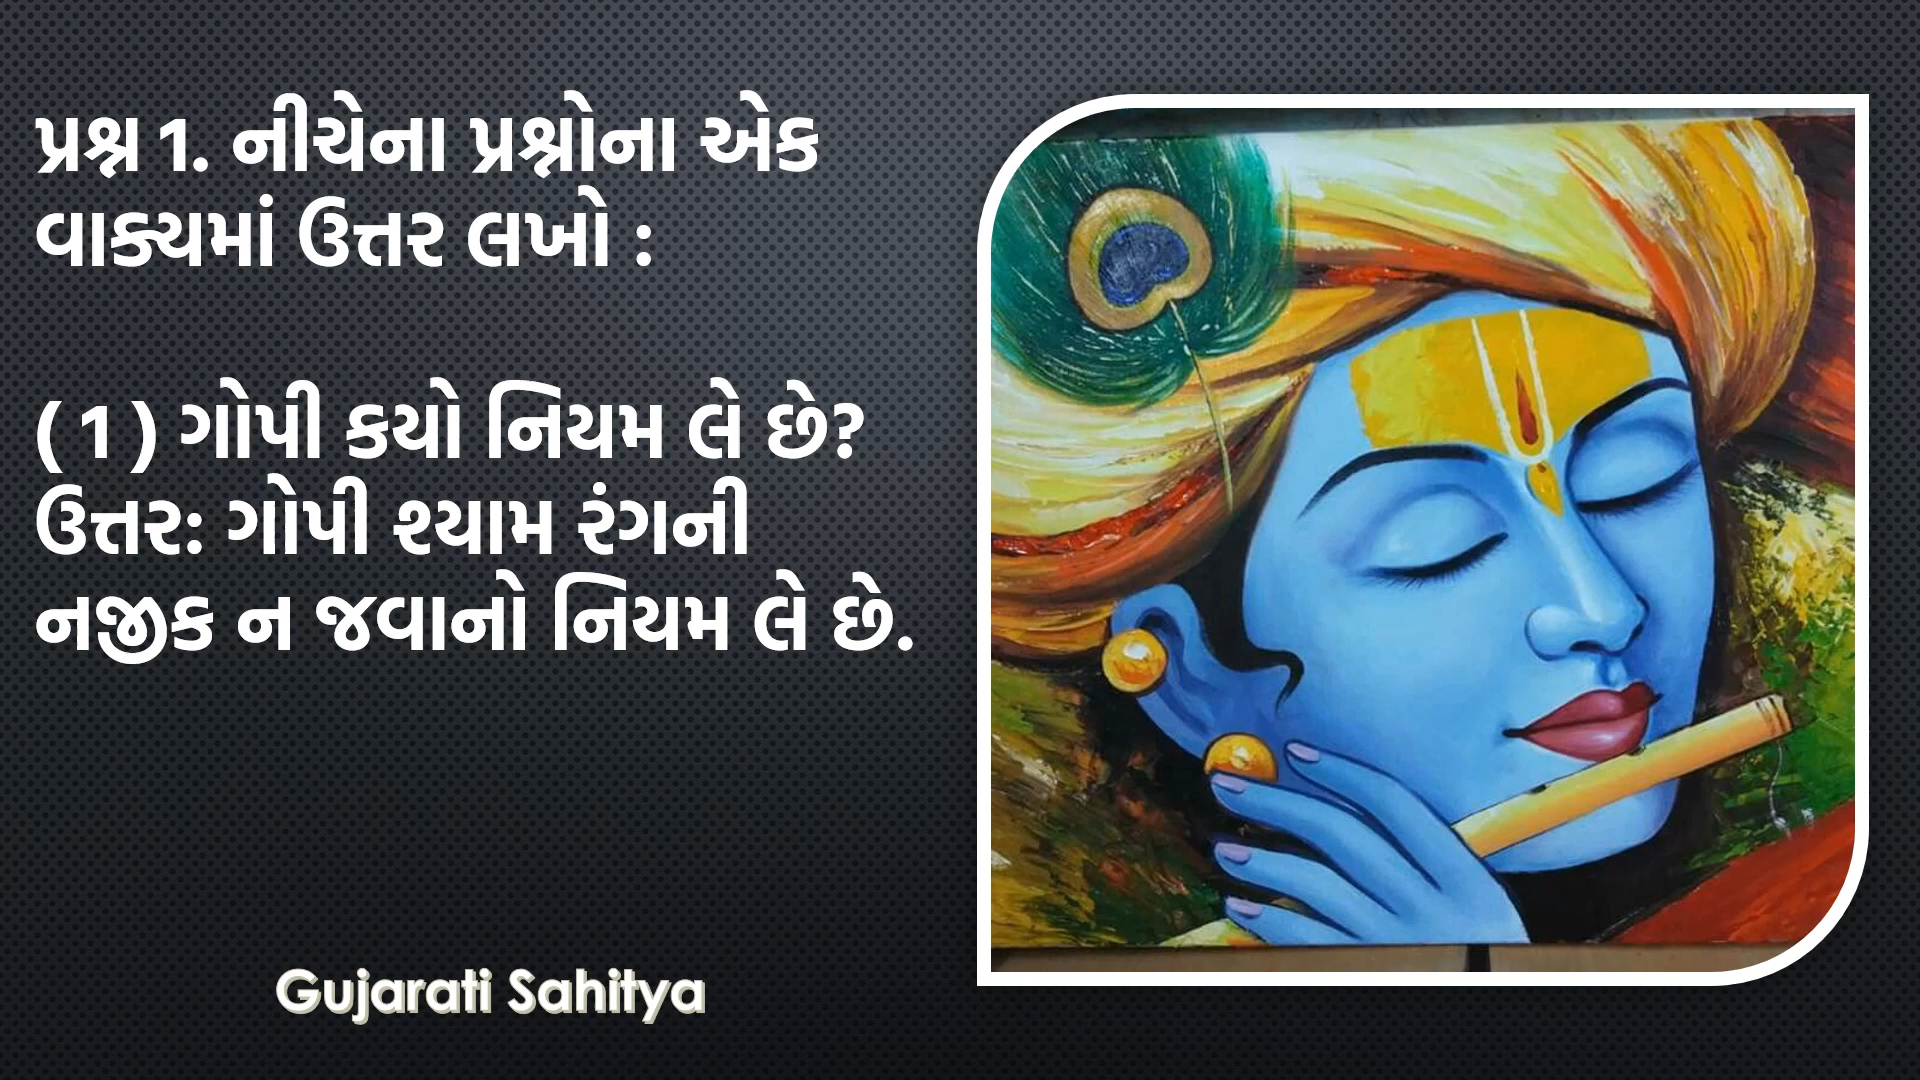 પ્રશ્ન 1. નીચેના પ્રશ્નોના એક
વાક્યમાં ઉત્તર લખો :
(1) ગોપી કયો નિયમ લે છે?
ઉત્તર: ગોપી શ્યામ રંગની
નજીક ન જવાનો નિયમ લે છે.
Gujarati Sahitya